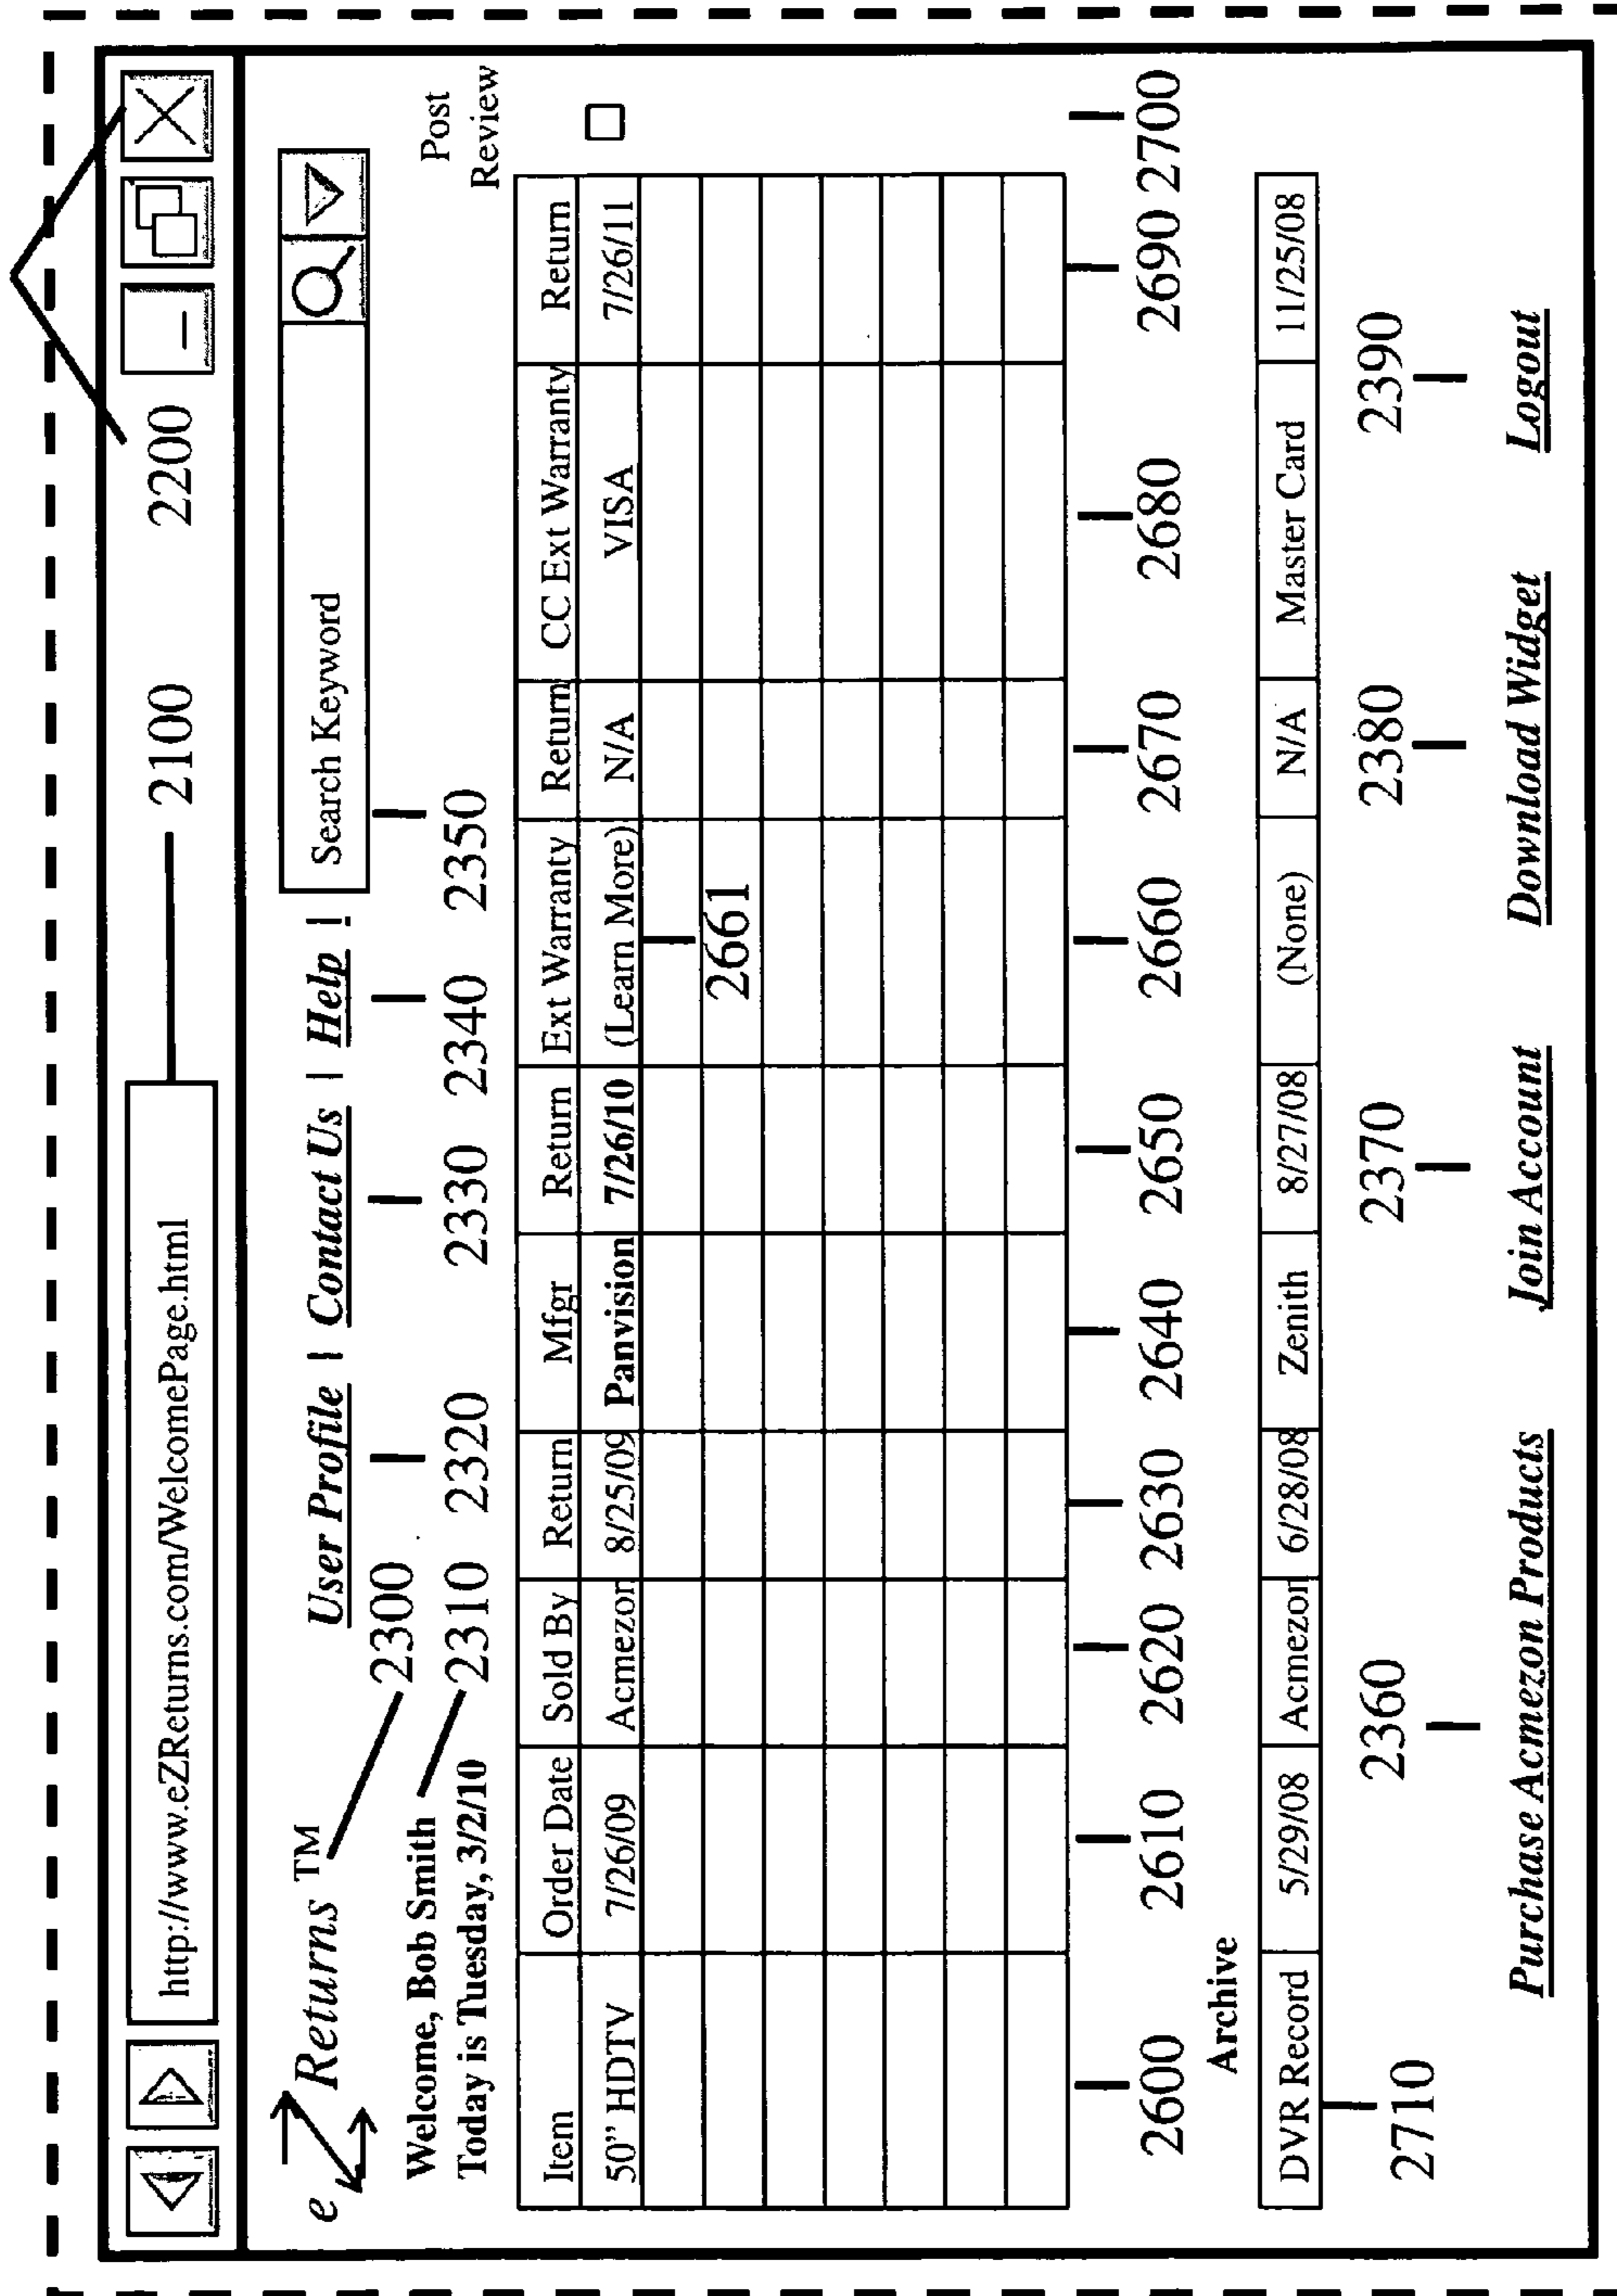 http://www.eZReturns.com/WelcomePage.html 2100 2200
e Returns ™ 2300 User Profile | Contact Us | Help | Search Keyword
Welcome, Bob Smith 2310 2320 2330 2340 2350
Today is Tuesday, 3/2/10
Post
Review
Item Order Date Sold By Return Mfgr Return Ext Warranty Return CC Ext Warranty Return
50” HDTV 7/26/09 Acmezon 8/25/09 Panvision 7/26/10 (Learn More) N/A VISA 7/26/11
2661
2600 2610 2620 2630 2640 2650 2660 2670 2680 2690 2700
Archive
DVR Record 5/29/08 Acmezon 6/28/08 Zenith 8/27/08 (None) N/A Master Card 11/25/08
2710 2360 2370 2380 2390
Purchase Acmezon Products Join Account Download Widget Logout